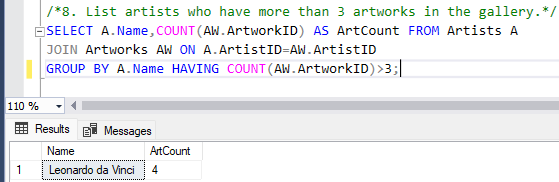 /*8. List artists who have more than 3 artworks in the gallery.*/
SELECT A.Name,COUNT(AW.ArtworkID) AS ArtCount FROM Artists A
JOIN Artworks AW ON A.ArtistID=AW.ArtistID
GROUP BY A.Name HAVING COUNT(AW.ArtworkID)>3;
110 %
Results Messages
Name ArtCount
1 Leonardo da Vinci 4